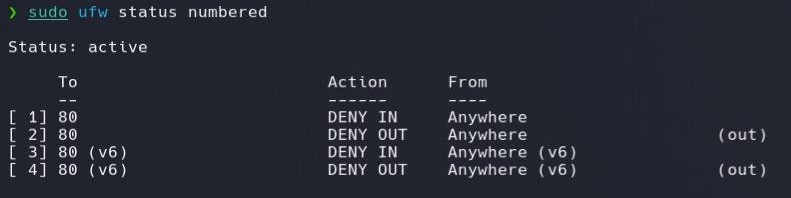 ❯ sudo ufw status numbered
Status: active
To Action From
-- ------ ----
[ 1] 80 DENY IN Anywhere
[ 2] 80 DENY OUT Anywhere (out)
[ 3] 80 (v6) DENY IN Anywhere (v6)
[ 4] 80 (v6) DENY OUT Anywhere (v6) (out)